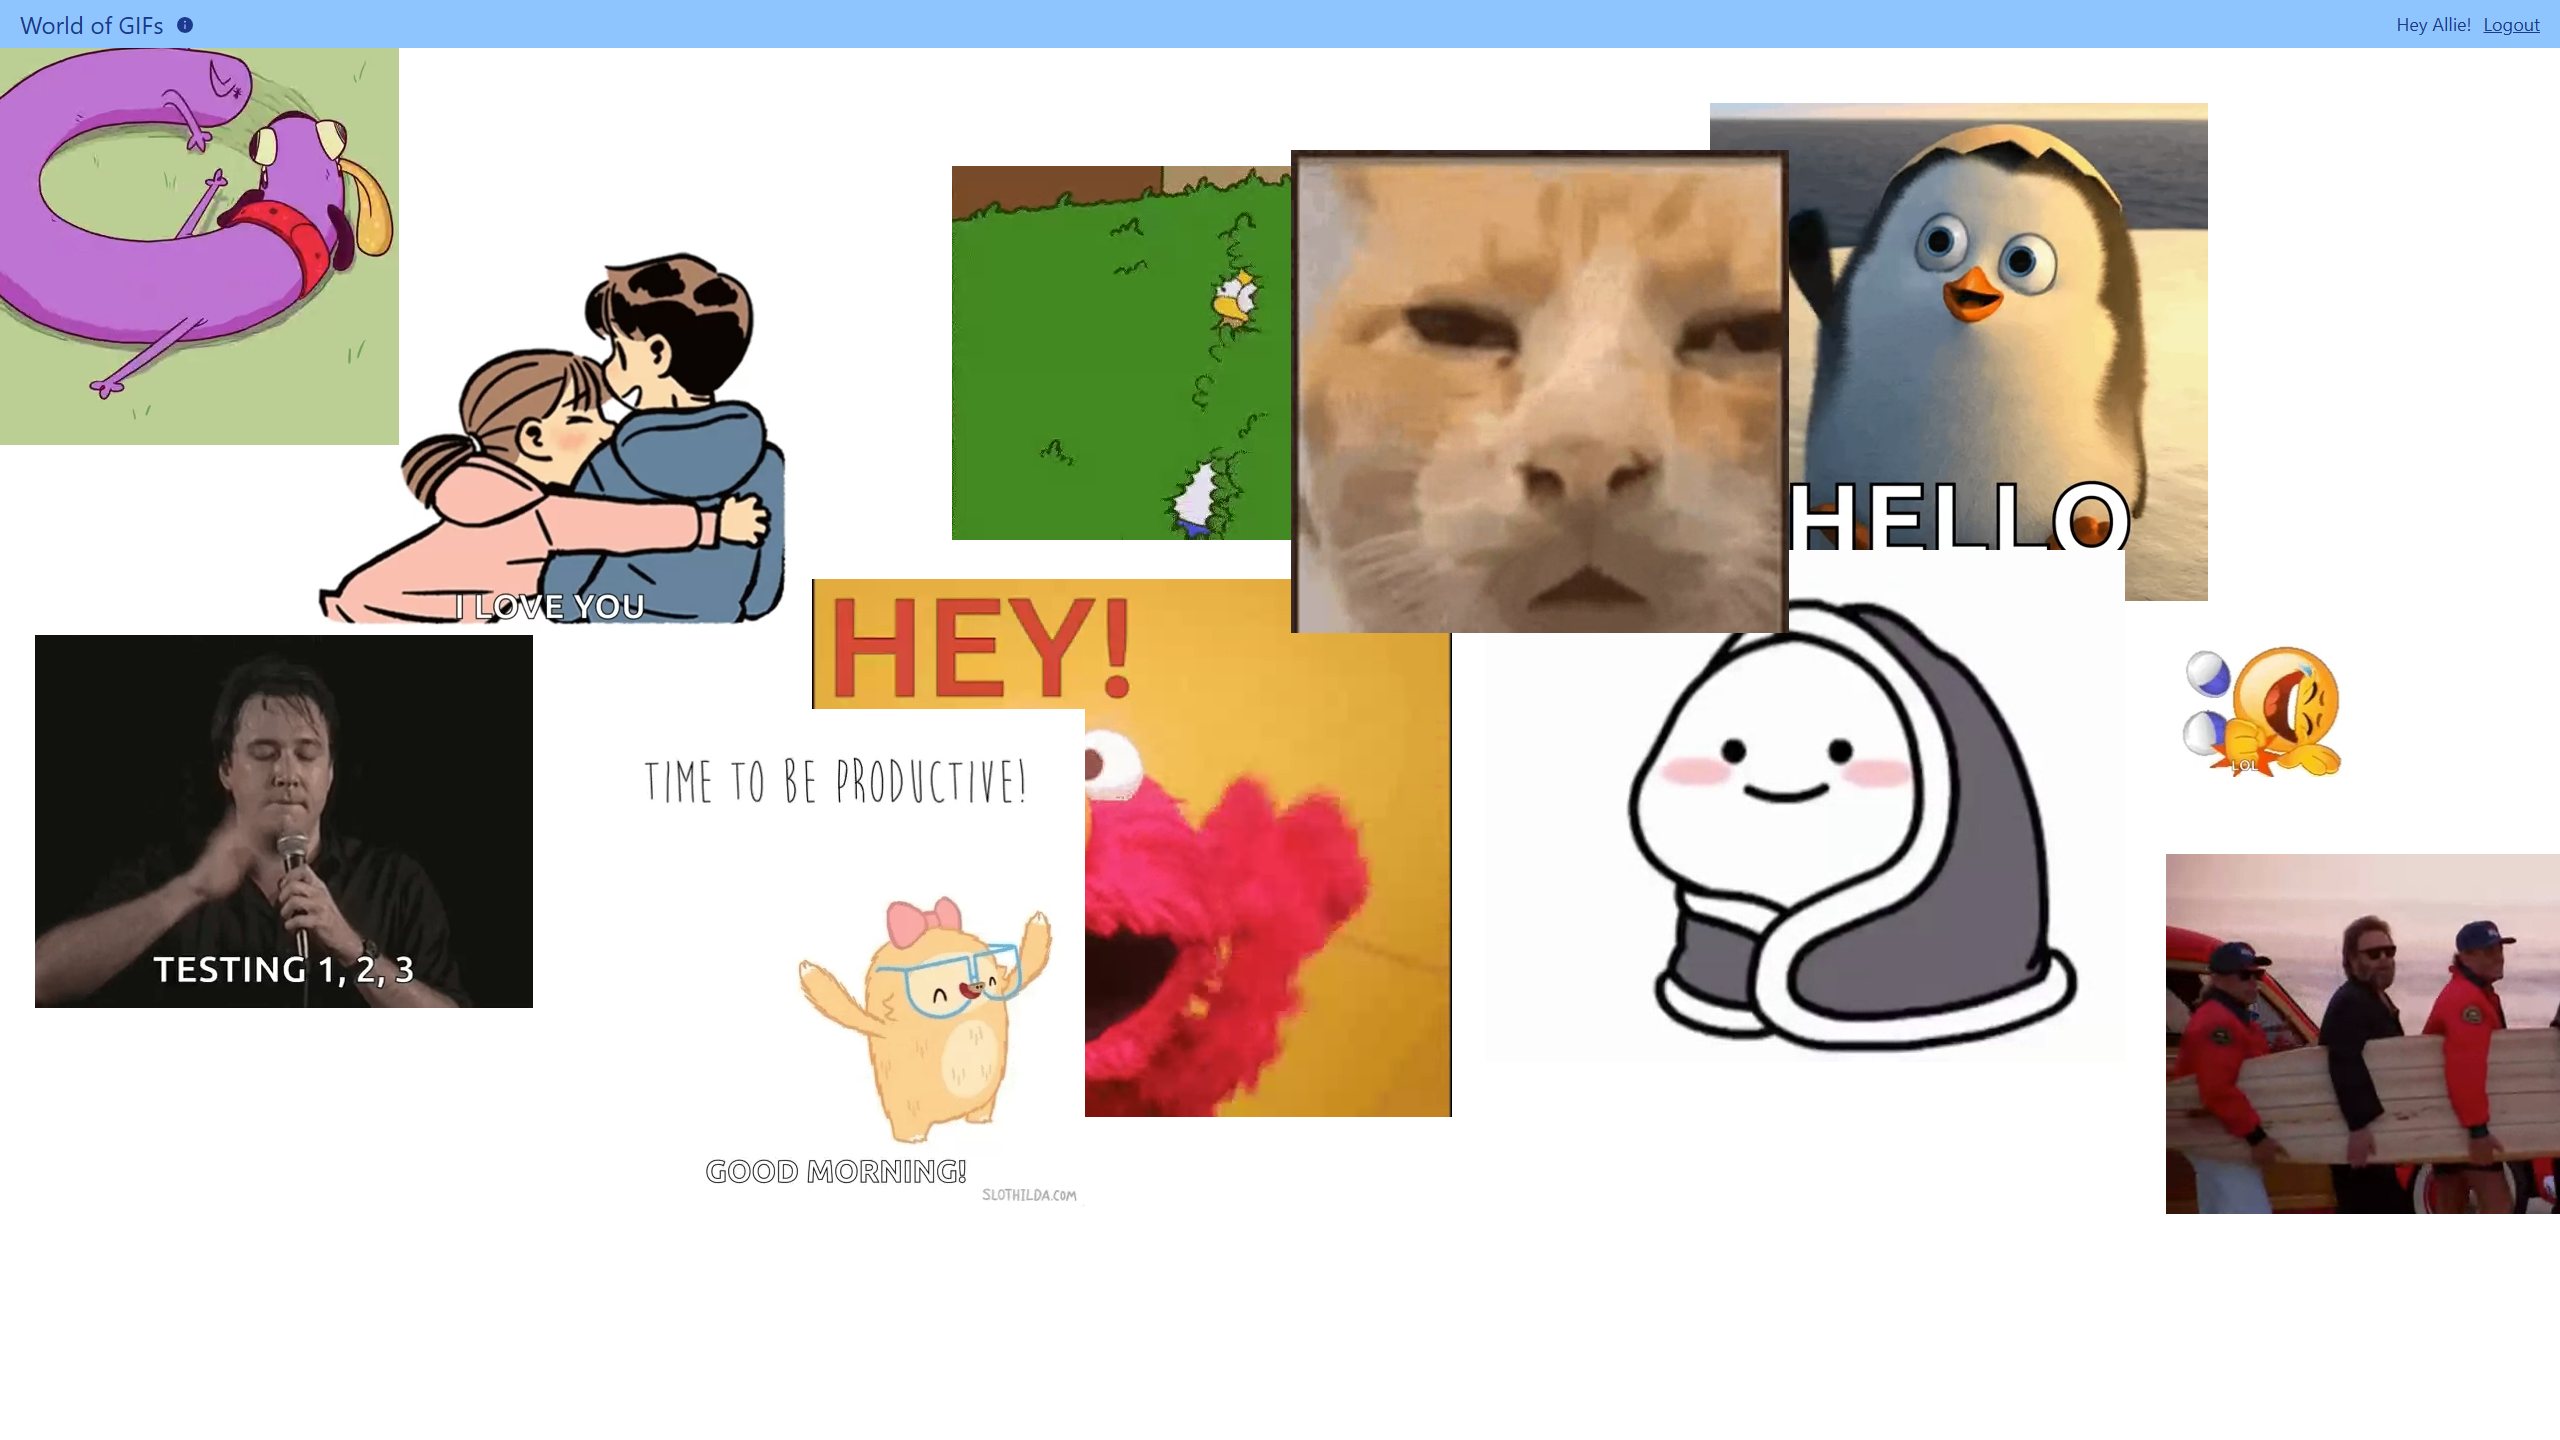 World of GIFs
Hey Allie! Logout
HELLO
I LOVE YOU
HEY!
LOL
TIME TO BE PRODUCTIVE!
TESTING 1, 2, 3
GOOD MORNING!
SLOTHILDA.COM